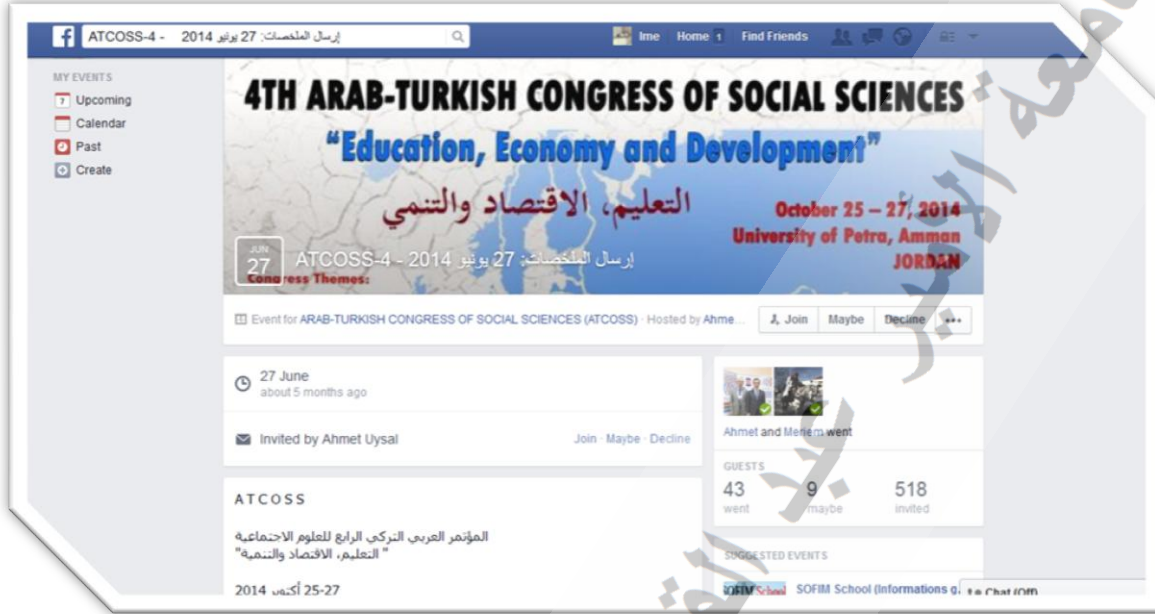 ATCOSS-4 - 2014 إرسال الملخصات: 27 يونيو
Ime Home 1 Find Friends
MY EVENTS
7 Upcoming
Calendar
Past
Create
4TH ARAB-TURKISH CONGRESS OF SOCIAL SCIENCES
"Education, Economy and Development"
التعليم، الاقتصاد والتنمي
October 25 – 27, 2014
University of Petra, Amman
JORDAN
JUN
27
إرسال الملخصات: 27 يونيو 2014 - ATCOSS-4
Congress Themes:
Event for ARAB-TURKISH CONGRESS OF SOCIAL SCIENCES (ATCOSS) · Hosted by Ahme...
Join Maybe Decline ...
27 June
about 5 months ago
Invited by Ahmet Uysal
Join · Maybe · Decline
Ahmet and Meriem went
GUESTS
43 9 518
went maybe invited
ATCOSS
المؤتمر العربي التركي الرابع للعلوم الاجتماعية
" التعليم، الاقتصاد والتنمية"
25-27 أكتوبر 2014
SUGGESTED EVENTS
SOFIM School
SOFIM School (Informations g
Chat (Off)